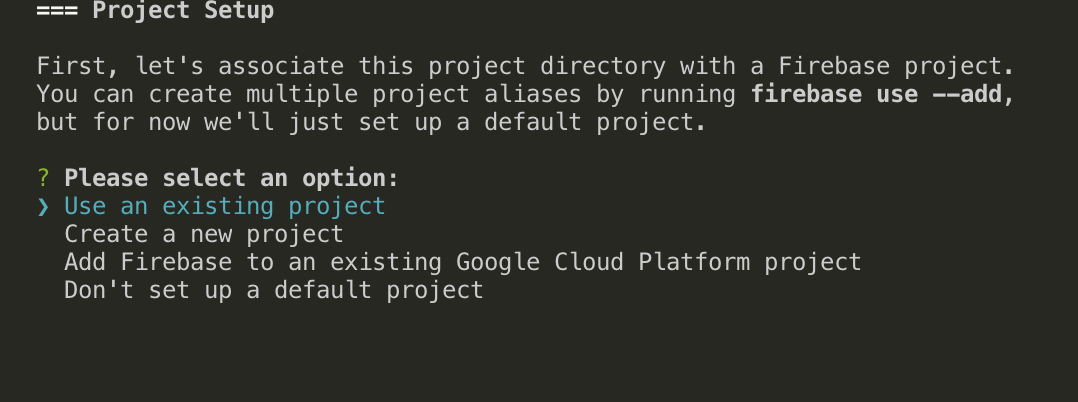 === Project Setup
First, let's associate this project directory with a Firebase project.
You can create multiple project aliases by running firebase use --add,
but for now we'll just set up a default project.
? Please select an option:
❯ Use an existing project
Create a new project
Add Firebase to an existing Google Cloud Platform project
Don't set up a default project